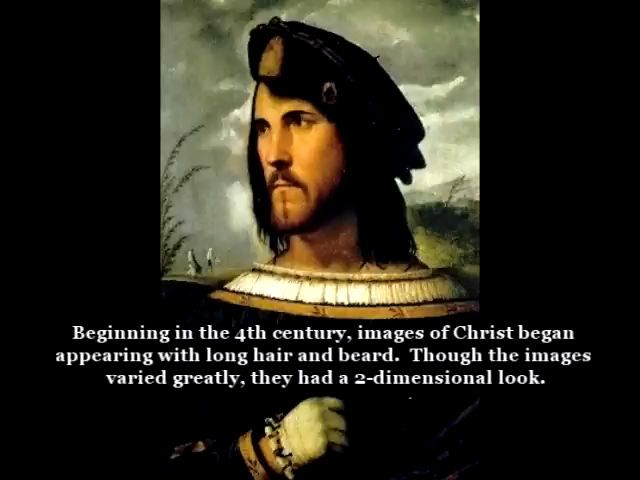 Beginning in the 4th century, images of Christ began
appearing with long hair and beard.  Though the images
varied greatly, they had a 2-dimensional look.